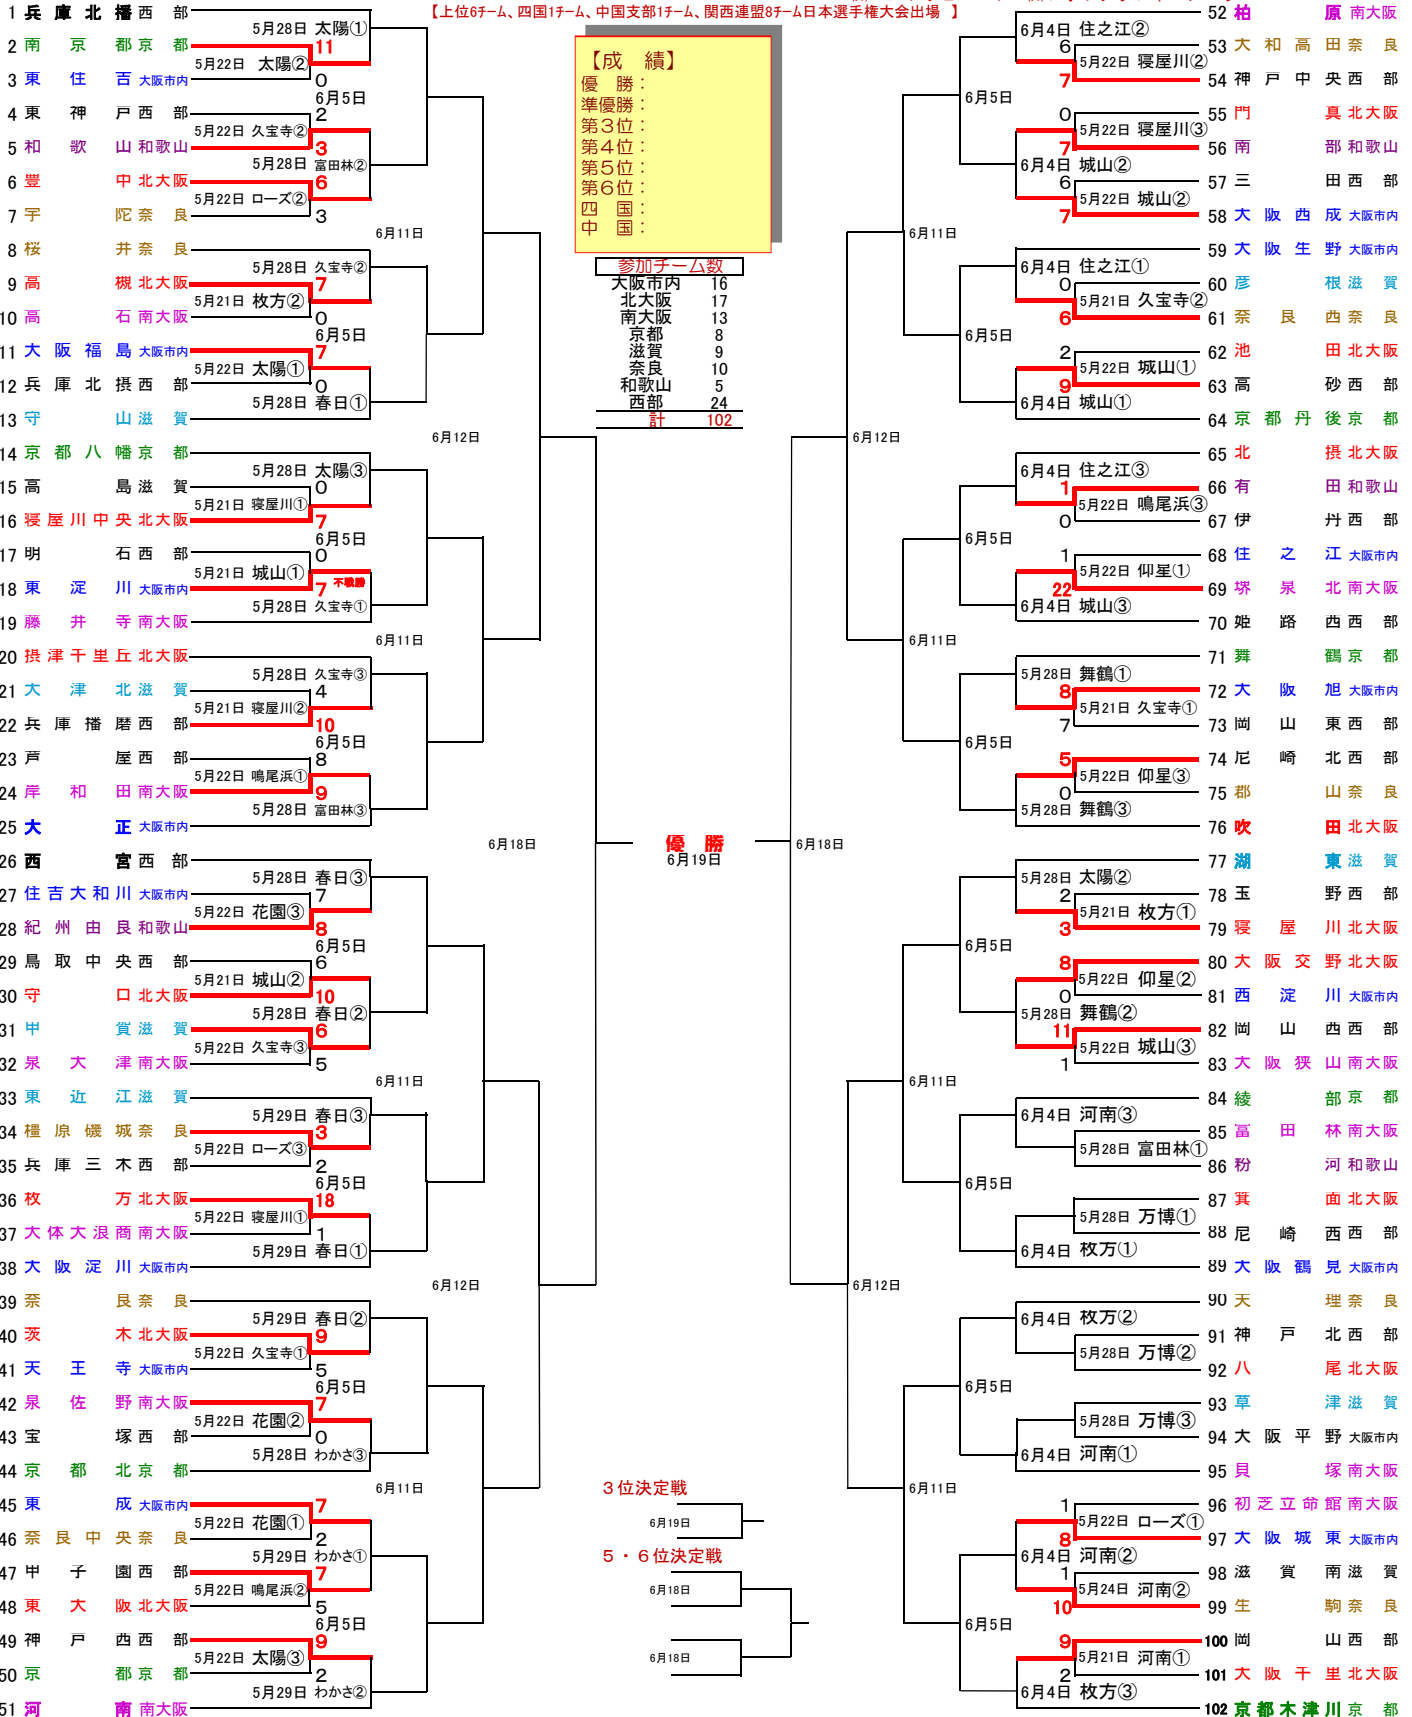 【上位6チーム、四国1チーム、中国支部1チーム、関西連盟8チーム日本選手権大会出場 】
1 兵庫北播 西部
5月28日 太陽①
2 南京都 京都 11
5月22日 太陽②
3 東住吉 大阪市内 0
6月5日
4 東神戸 西部 2
5月22日 久宝寺②
5 和歌山 和歌山 3
5月28日 富田林②
6 豊中 北大阪 6
5月22日 ローズ②
7 宇陀 奈良 3
6月11日
8 桜井 奈良
5月28日 久宝寺②
9 高槻 北大阪 7
5月21日 枚方②
10 高石 南大阪 0
6月5日
11 大阪福島 大阪市内 7
5月22日 太陽①
12 兵庫北摂 西部 0
5月28日 春日①
13 守山 滋賀
6月12日
14 京都八幡 京都
5月28日 太陽③
15 高島 滋賀 0
5月21日 寝屋川①
16 寝屋川中央 北大阪 7
6月5日
17 明石 西部 0
5月21日 城山①
18 東淀川 大阪市内 7 不戦勝
5月28日 久宝寺①
19 藤井寺 南大阪
6月11日
20 摂津千里丘 北大阪
5月28日 久宝寺③
21 大津北 滋賀 4
5月21日 寝屋川②
22 兵庫播磨 西部 10
6月5日
23 芦屋 西部 8
5月22日 鳴尾浜①
24 岸和田 南大阪 9
5月28日 富田林③
25 大正 大阪市内
6月18日
26 西宮 西部
5月28日 春日③
27 住吉大和川 大阪市内 7
5月22日 花園③
28 紀州由良 和歌山 8
6月5日
29 鳥取中央 西部 6
5月21日 城山②
30 守口 北大阪 10
5月28日 春日②
31 甲賀 滋賀 6
5月22日 久宝寺③
32 泉大津 南大阪 5
6月11日
33 東近江 滋賀
5月29日 春日③
34 橿原磯城 奈良 3
5月22日 ローズ③
35 兵庫三木 西部 2
6月5日
36 枚方 北大阪 18
5月22日 寝屋川①
37 大体大浪商 南大阪 1
5月29日 春日①
38 大阪淀川 大阪市内
6月12日
39 奈良 奈良
5月29日 春日②
40 茨木 北大阪 9
5月22日 久宝寺①
41 天王寺 大阪市内 5
6月5日
42 泉佐野 南大阪 7
5月22日 花園②
43 宝塚 西部 0
5月28日 わかさ③
44 京都北 京都
6月11日
45 東成 大阪市内 7
5月22日 花園①
46 奈良中央 奈良 2
5月29日 わかさ①
47 甲子園 西部 7
5月22日 鳴尾浜②
48 東大阪 北大阪 5
6月5日
49 神戸西 西部 9
5月22日 太陽③
50 京都 京都 2
5月29日 わかさ②
51 河南 南大阪
【成 績】
優 勝：
準優勝：
第3位：
第4位：
第5位：
第6位：
四 国：
中 国：
参加チーム数
大阪市内 16
北大阪 17
南大阪 13
京都 8
滋賀 9
奈良 10
和歌山 5
西部 24
計 102
優 勝
6月19日
３位決定戦
6月19日
５・６位決定戦
6月18日
6月18日
52 柏原 南大阪
6月4日 住之江②
6 53 大和高田 奈良
5月22日 寝屋川②
7 54 神戸中央 西部
6月5日
0 55 門真 北大阪
5月22日 寝屋川③
7 56 南部 和歌山
6月4日 城山②
6 57 三田 西部
5月22日 城山②
7 58 大阪西成 大阪市内
6月11日
59 大阪生野 大阪市内
6月4日 住之江①
0 60 彦根 滋賀
5月21日 久宝寺②
6 61 奈良西 奈良
6月5日
2 62 池田 北大阪
5月22日 城山①
9 63 高砂 西部
6月4日 城山①
64 京都丹後 京都
6月12日
65 北摂 北大阪
6月4日 住之江③
1 66 有田 和歌山
5月22日 鳴尾浜③
0 67 伊丹 西部
6月5日
1 68 住之江 大阪市内
5月22日 仰星①
22 69 堺泉北 南大阪
6月4日 城山③
70 姫路西 西部
6月11日
71 舞鶴 京都
5月28日 舞鶴①
8 72 大阪旭 大阪市内
5月21日 久宝寺①
7 73 岡山東 西部
6月5日
5 74 尼崎北 西部
5月22日 仰星③
0 75 郡山 奈良
5月28日 舞鶴③
76 吹田 北大阪
6月18日
77 湖東 滋賀
5月28日 太陽②
2 78 玉野 西部
5月21日 枚方①
3 79 寝屋川 北大阪
6月5日
8 80 大阪交野 北大阪
5月22日 仰星②
0 81 西淀川 大阪市内
5月28日 舞鶴②
11 82 岡山西 西部
5月22日 城山③
1 83 大阪狭山 南大阪
6月11日
84 綾部 京都
6月4日 河南③
85 富田林 南大阪
5月28日 富田林①
86 粉河 和歌山
6月5日
87 箕面 北大阪
5月28日 万博①
88 尼崎西 西部
6月4日 枚方①
89 大阪鶴見 大阪市内
6月12日
90 天理 奈良
6月4日 枚方②
91 神戸北 西部
5月28日 万博②
92 八尾 北大阪
6月5日
93 草津 滋賀
5月28日 万博③
94 大阪平野 大阪市内
6月4日 河南①
95 貝塚 南大阪
6月11日
1 96 初芝立命館 南大阪
5月22日 ローズ①
8 97 大阪城東 大阪市内
6月4日 河南②
1 98 滋賀南 滋賀
5月24日 河南②
10 99 生駒 奈良
6月5日
9 100 岡山 西部
5月21日 河南①
2 101 大阪千里 北大阪
6月4日 枚方③
102 京都木津川 京都